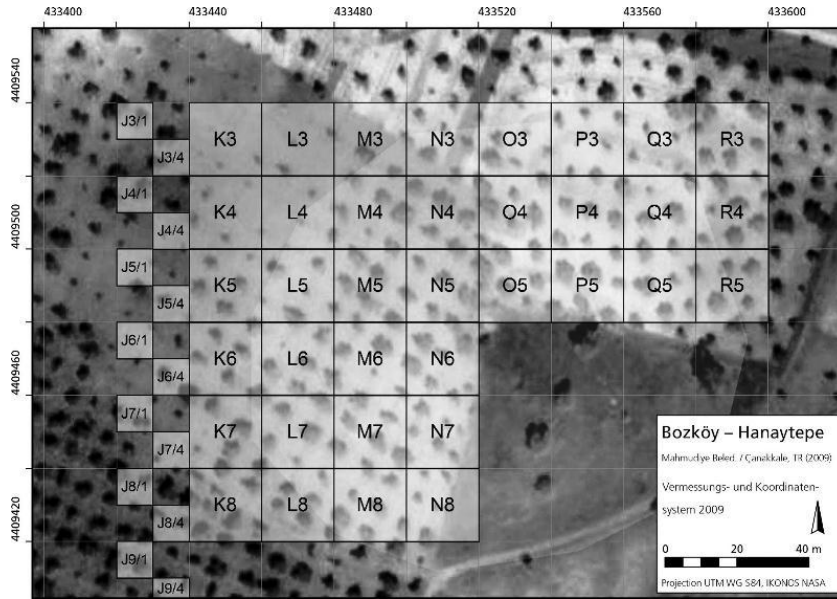 433400 433440 433480 433520 433560 433600
4409540
J3/1 K3 L3 M3 N3 O3 P3 Q3 R3
J3/4
J4/1 K4 L4 M4 N4 O4 P4 Q4 R4
4409500
J4/4
J5/1 K5 L5 M5 N5 O5 P5 Q5 R5
J5/4
J6/1 K6 L6 M6 N6
4409460
J6/4
J7/1 K7 L7 M7 N7
J7/4
J8/1 K8 L8 M8 N8
4409420
J8/4
J9/1
J9/4
Bozköy – Hanaytepe
Mahmudiye Beled. / Çanakkale, TR (2009)
Vermessungs- und Koordinaten-
system 2009
0 20 40 m
Projection UTM WG S84, IKONOS NASA